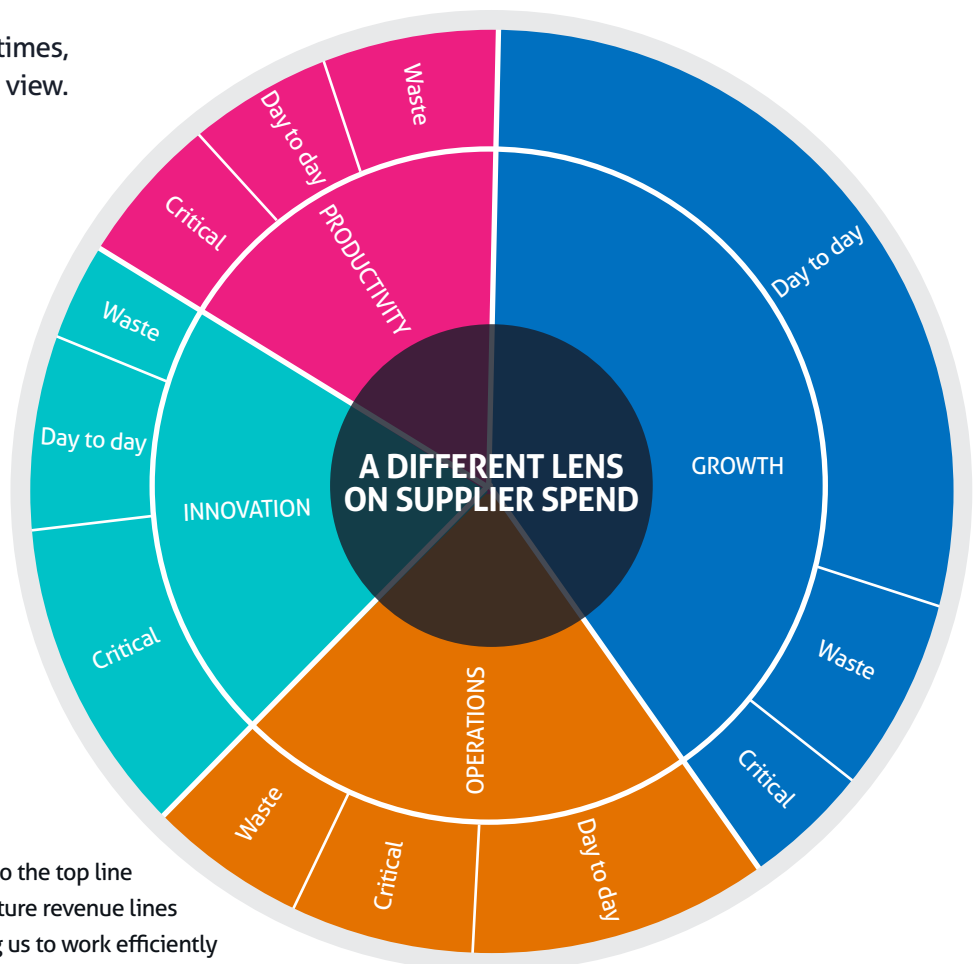 times,
view.
Waste
Day to day
Critical
PRODUCTIVITY
Day to day
Waste
Day to day
Critical
INNOVATION
A DIFFERENT LENS
ON SUPPLIER SPEND
GROWTH
Waste
Critical
OPERATIONS
Waste
Critical
Day to day
o the top line
ture revenue lines
g us to work efficiently